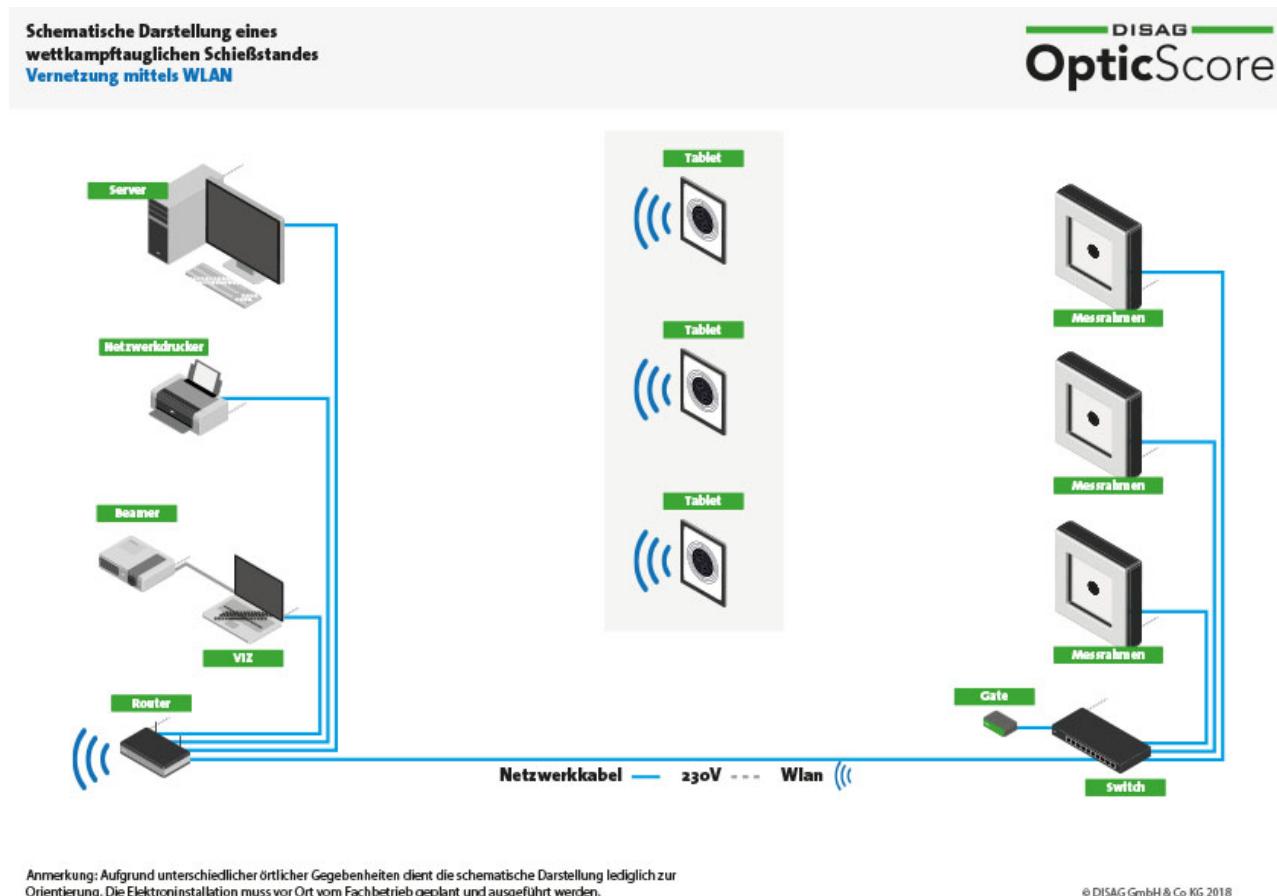 Schematische Darstellung eines
wettkampftauglichen Schießstandes
Vernetzung mittels WLAN
DISAG
OpticScore
Server
Tablet
Messrahmen
Netzwerkdrucker
Tablet
Messrahmen
Beamer
Tablet
VIZ
Messrahmen
Router
Gate
Netzwerkkabel 230V Wlan
Switch
Anmerkung: Aufgrund unterschiedlicher örtlicher Gegebenheiten dient die schematische Darstellung lediglich zur
Orientierung. Die Elektroninstallation muss vor Ort vom Fachbetrieb geplant und ausgeführt werden.
© DISAG GmbH & Co KG 2018